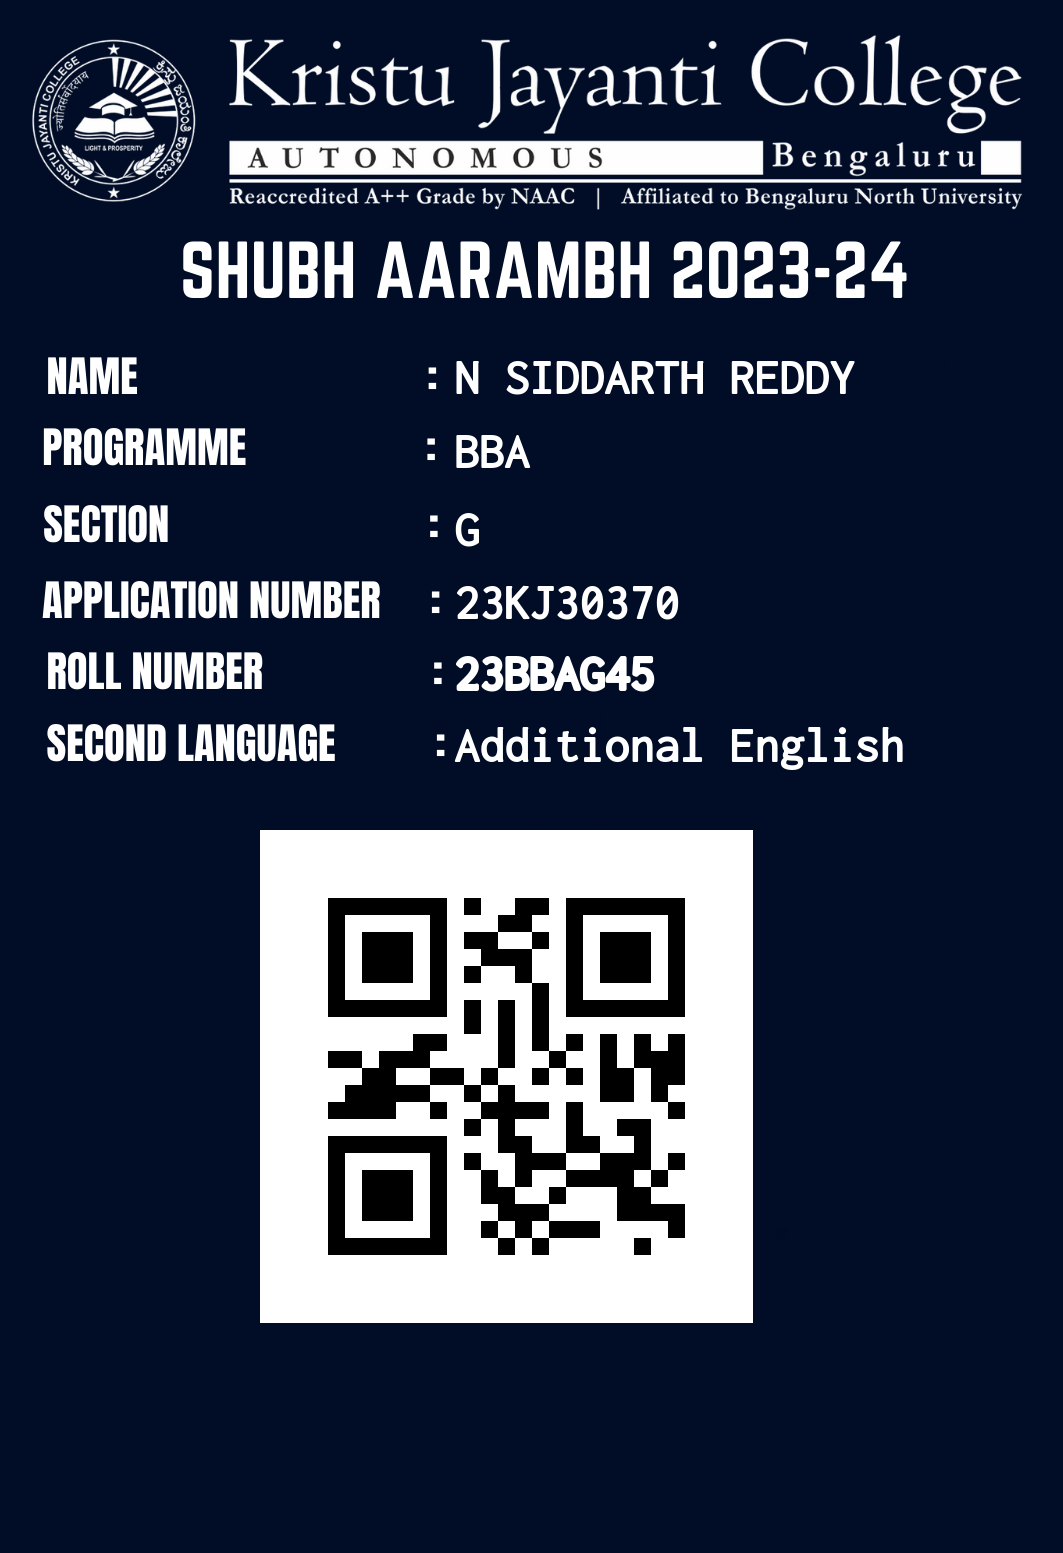 KRISTU JAYANTI COLLEGE
LIGHT & PROSPERITY
Kristu Jayanti College
AUTONOMOUS Bengaluru
Reaccredited A++ Grade by NAAC | Affiliated to Bengaluru North University
SHUBH AARAMBH 2023-24
NAME : N SIDDARTH REDDY
PROGRAMME : BBA
SECTION : G
APPLICATION NUMBER : 23KJ30370
ROLL NUMBER : 23BBAG45
SECOND LANGUAGE : Additional English